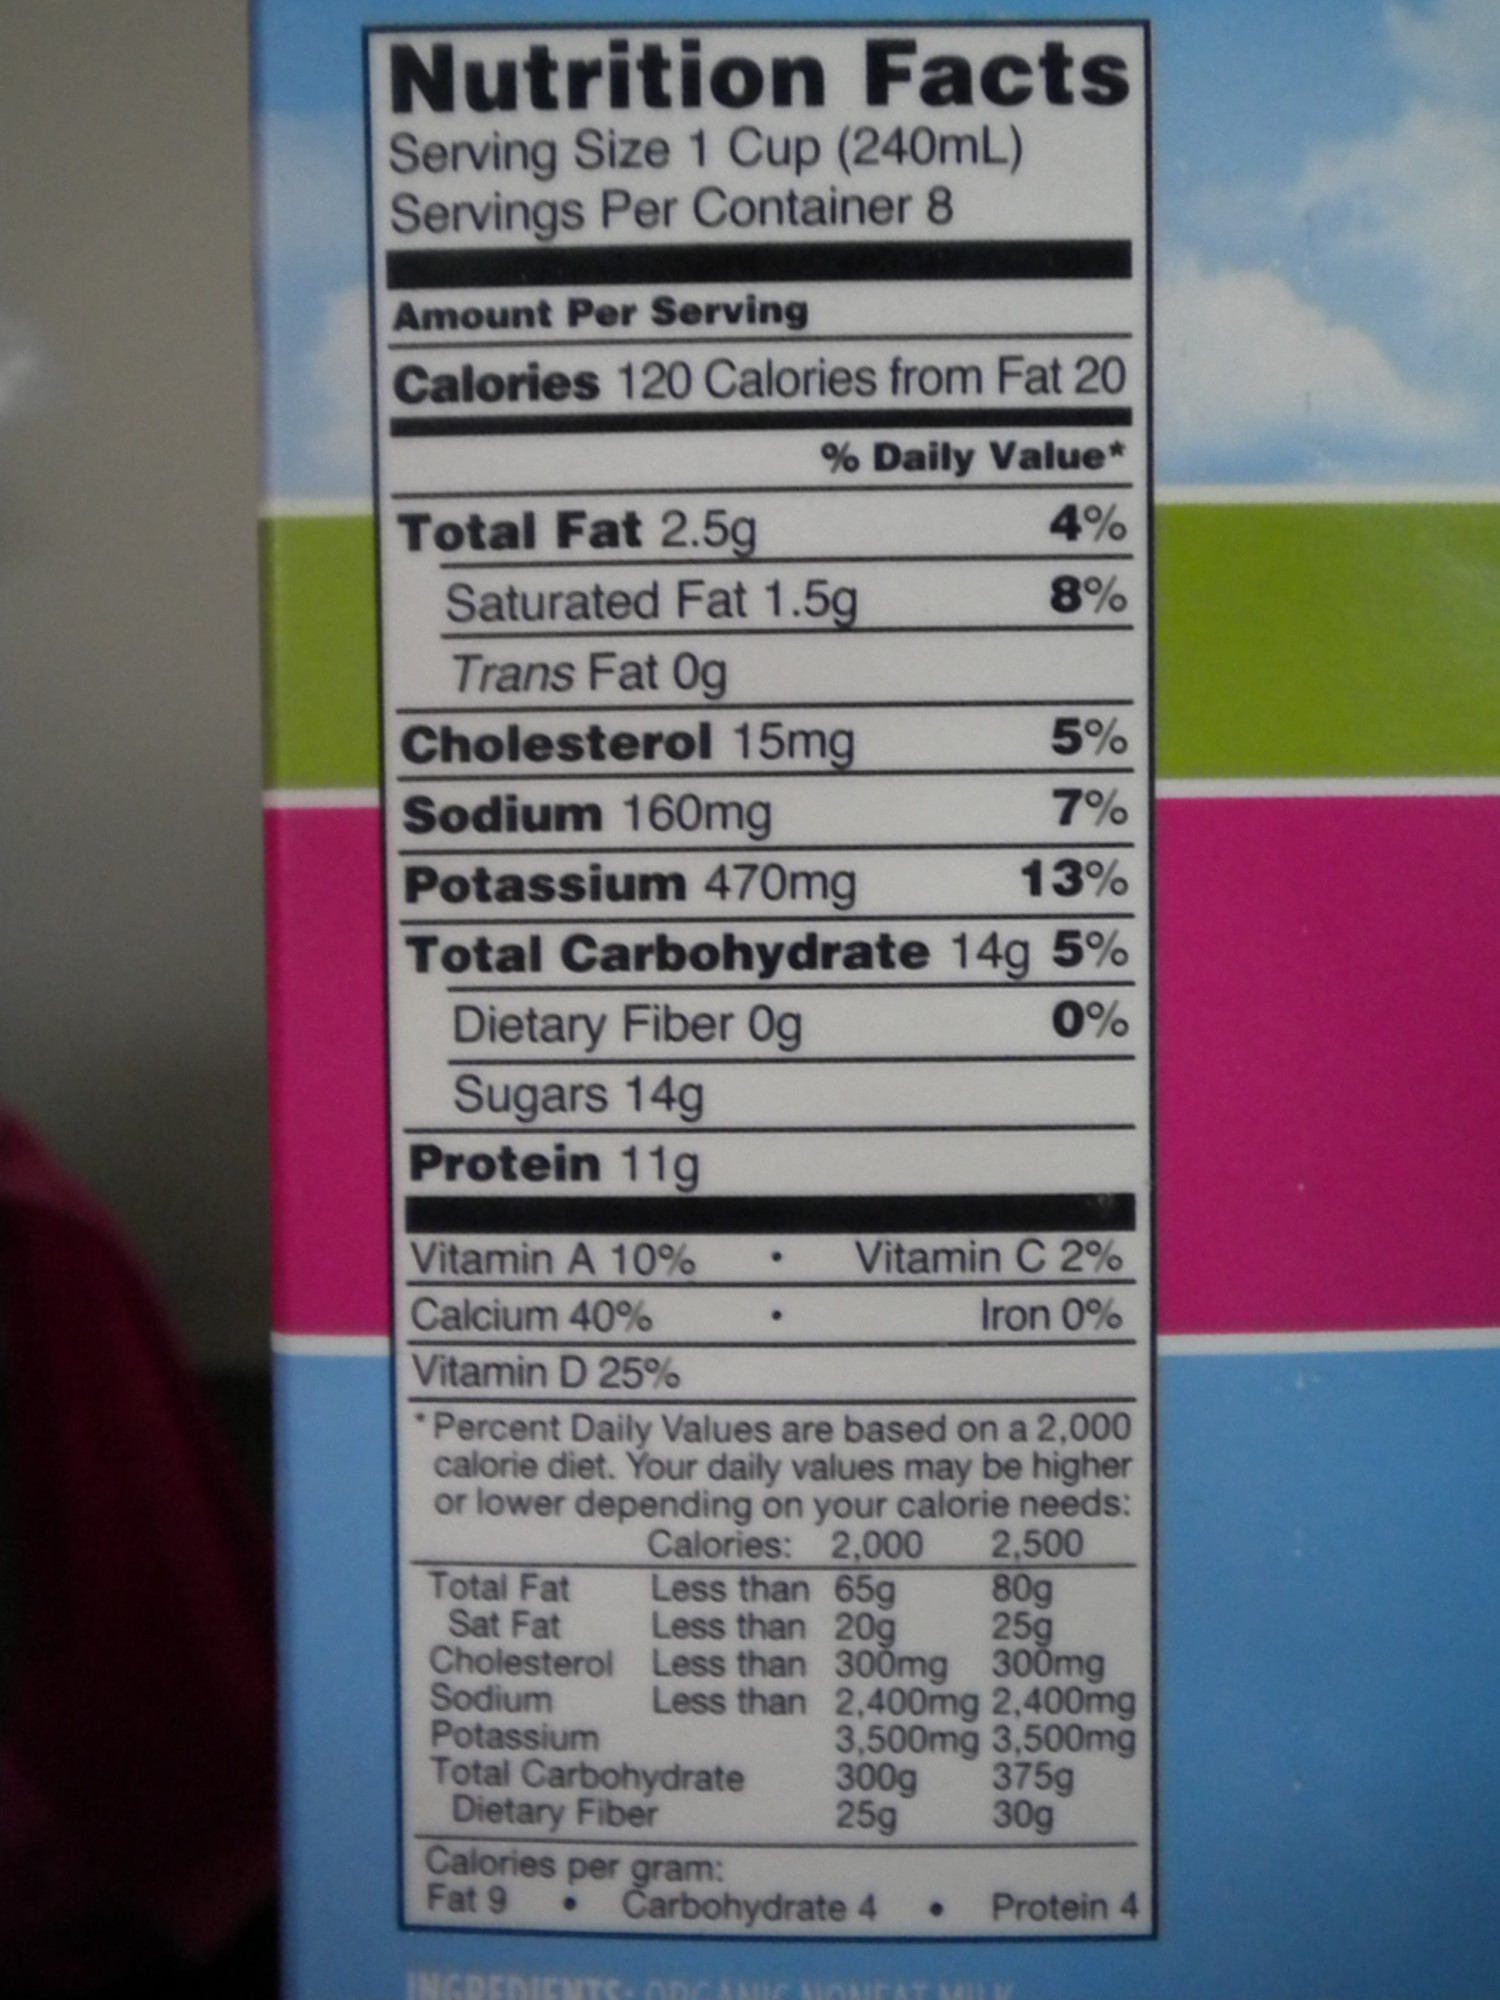 Nutrition Facts
Serving Size 1 Cup (240mL)
Servings Per Container 8
Amount Per Serving
Calories 120 Calories from Fat 20
% Daily Value*
Total Fat 2.5g 4%
Saturated Fat 1.5g 8%
Trans Fat 0g
Cholesterol 15mg 5%
Sodium 160mg 7%
Potassium 470mg 13%
Total Carbohydrate 14g 5%
Dietary Fiber 0g 0%
Sugars 14g
Protein 11g
Vitamin A 10% • Vitamin C 2%
Calcium 40% • Iron 0%
Vitamin D 25%
*Percent Daily Values are based on a 2,000
calorie diet. Your daily values may be higher
or lower depending on your calorie needs:
Calories: 2,000 2,500
Total Fat Less than 65g 80g
Sat Fat Less than 20g 25g
Cholesterol Less than 300mg 300mg
Sodium Less than 2,400mg 2,400mg
Potassium 3,500mg 3,500mg
Total Carbohydrate 300g 375g
Dietary Fiber 25g 30g
Calories per gram:
Fat 9 • Carbohydrate 4 • Protein 4
INGREDIENTS: ORGANIC NONFAT MILK